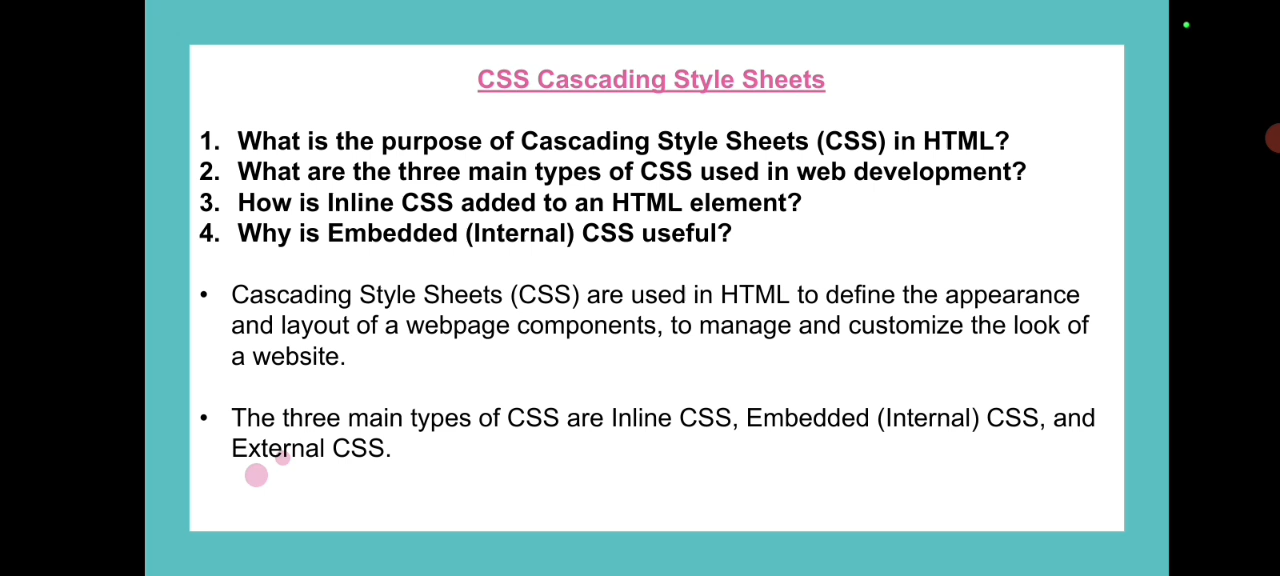 CSS Cascading Style Sheets
1. What is the purpose of Cascading Style Sheets (CSS) in HTML?
2. What are the three main types of CSS used in web development?
3. How is Inline CSS added to an HTML element?
4. Why is Embedded (Internal) CSS useful?
• Cascading Style Sheets (CSS) are used in HTML to define the appearance
and layout of a webpage components, to manage and customize the look of
a website.
• The three main types of CSS are Inline CSS, Embedded (Internal) CSS, and
External CSS.